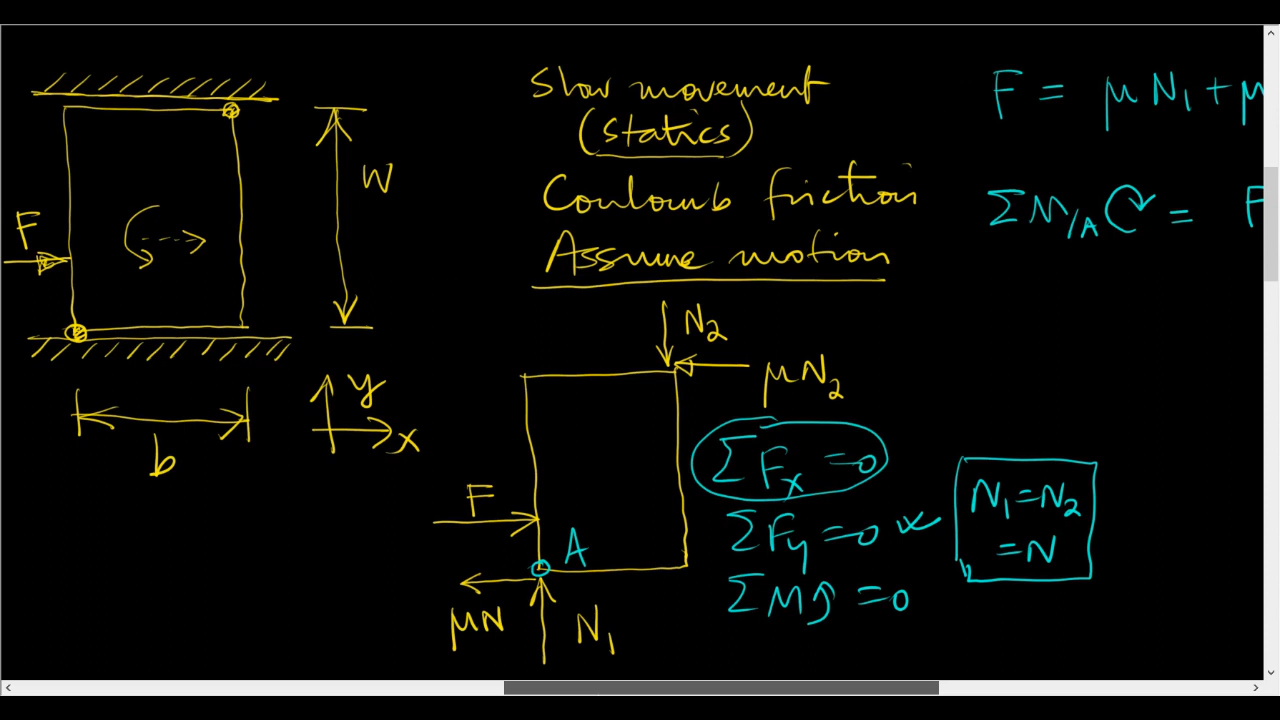 F
W
b
y
x
Slow movement
(statics)
Coulomb friction
Assume motion
N₂
μN₂
F
A
μN
N₁
ΣFx = 0
ΣFy = 0
ΣM = 0
N₁ = N₂
= N
F = μN₁ + μ
ΣM/A = F